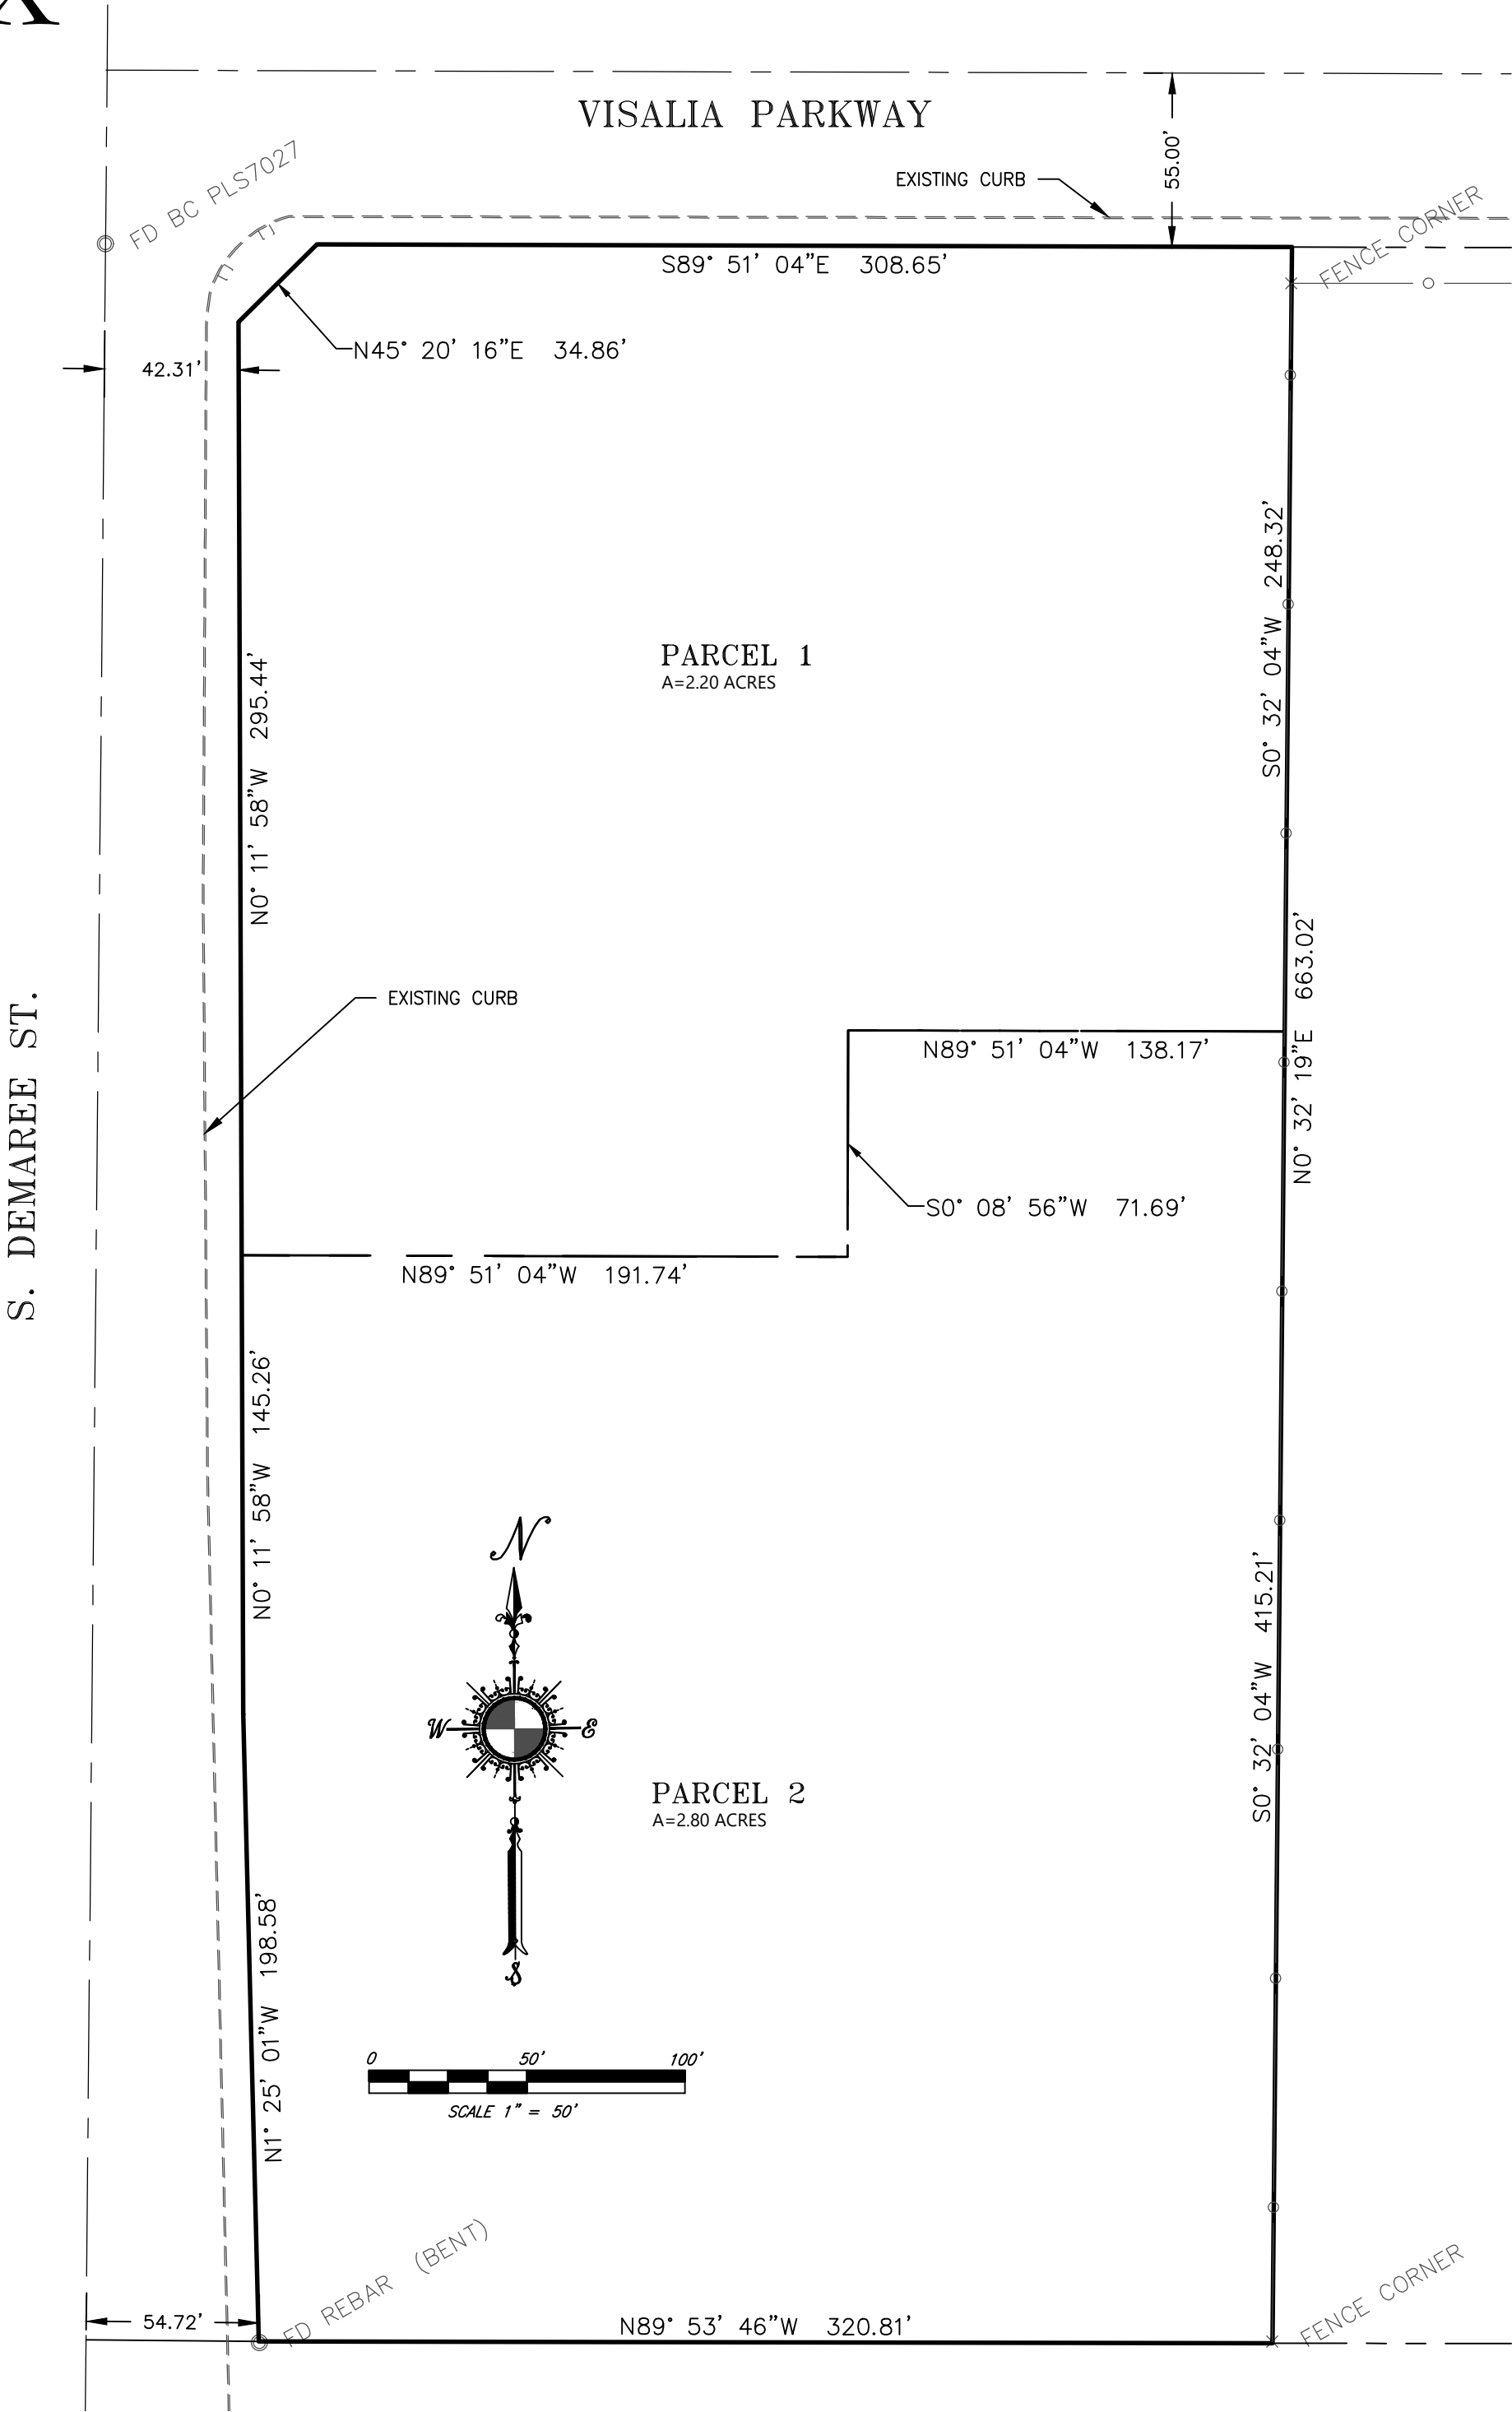 X
VISALIA PARKWAY
FD BC PLS7027
EXISTING CURB
55.00'
FENCE CORNER
S89° 51' 04"E 308.65'
N45° 20' 16"E 34.86'
42.31'
S0° 32' 04"W 248.32'
PARCEL 1
A=2.20 ACRES
N0° 11' 58"W 295.44'
N0° 32' 19"E 663.02'
EXISTING CURB
S. DEMAREE ST.
N89° 51' 04"W 138.17'
S0° 08' 56"W 71.69'
N89° 51' 04"W 191.74'
N0° 11' 58"W 145.26'
N
W
E
S
S0° 32' 04"W 415.21'
PARCEL 2
A=2.80 ACRES
N1° 25' 01"W 198.58'
0 50' 100'
SCALE 1" = 50'
FD REBAR (BENT)
54.72'
N89° 53' 46"W 320.81'
FENCE CORNER